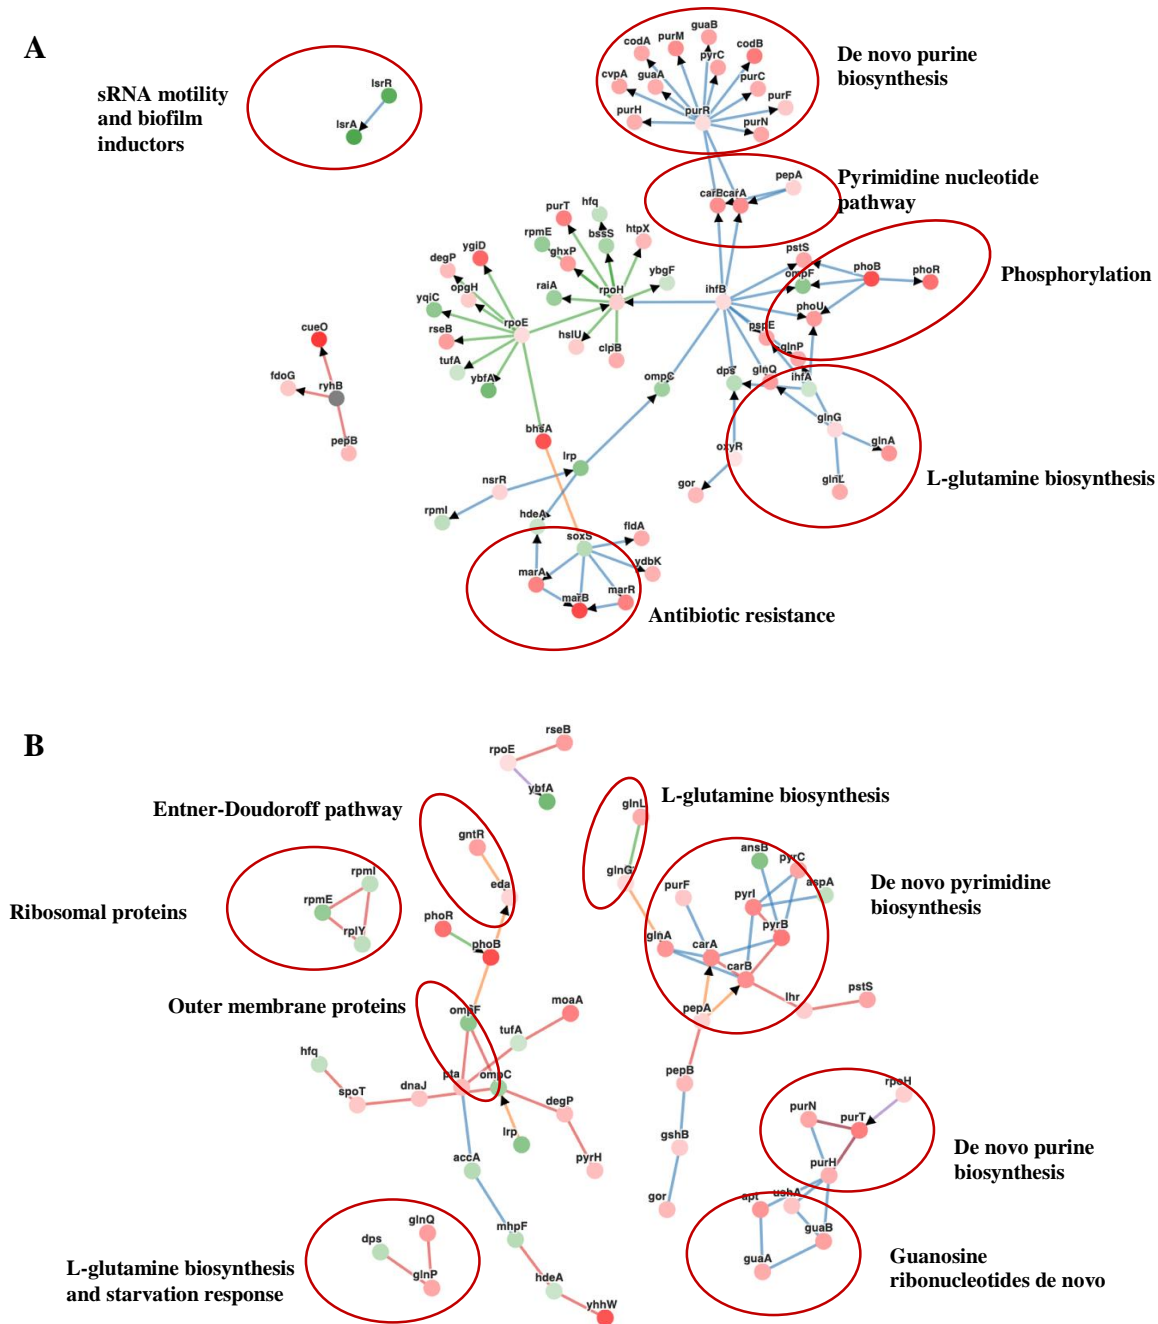 A
sRNA motility
and biofilm
inductors
lsrR
lsrA
guaB
codA
purM
codB
pyrC
cvpA
guaA
purC
purF
purH
purR
purN
De novo purine
biosynthesis
carB
carA
pepA
Pyrimidine nucleotide
pathway
purT
hfq
rpmE
bssS
htpX
ghxP
ygiD
degP
opgH
raiA
rpoH
ybgF
yqiC
rpoE
rseB
hslU
clpB
tufA
ybfA
ihfB
pstS
ompF
phoB
phoR
phoU
Phosphorylation
pspE
glnP
cueO
fdoG
ryhB
pepB
ompC
dps
glnQ
ihfA
glnG
glnA
glnL
oxyR
gor
L-glutamine biosynthesis
bhsA
lrp
nsrR
rpmI
hdeA
soxS
fldA
ydbK
marA
marB
marR
Antibiotic resistance
B
rpoE
rseB
ybfA
Entner-Doudoroff pathway
gntR
eda
glnL
glnG
L-glutamine biosynthesis
Ribosomal proteins
rpmI
rpmE
rplY
phoR
phoB
ansB
pyrC
purF
pyrI
aspA
pyrB
glnA
carA
carB
De novo pyrimidine
biosynthesis
Outer membrane proteins
ompF
moaA
tufA
hfq
pta
ompC
spoT
dnaJ
degP
lrp
pyrH
accA
pepA
lhr
pstS
pepB
gshB
gor
rpoH
purN
purT
purH
De novo purine
biosynthesis
apt
ushA
guaB
guaA
Guanosine
ribonucleotides de novo
L-glutamine biosynthesis
and starvation response
glnQ
dps
glnP
mhpF
hdeA
yhhW